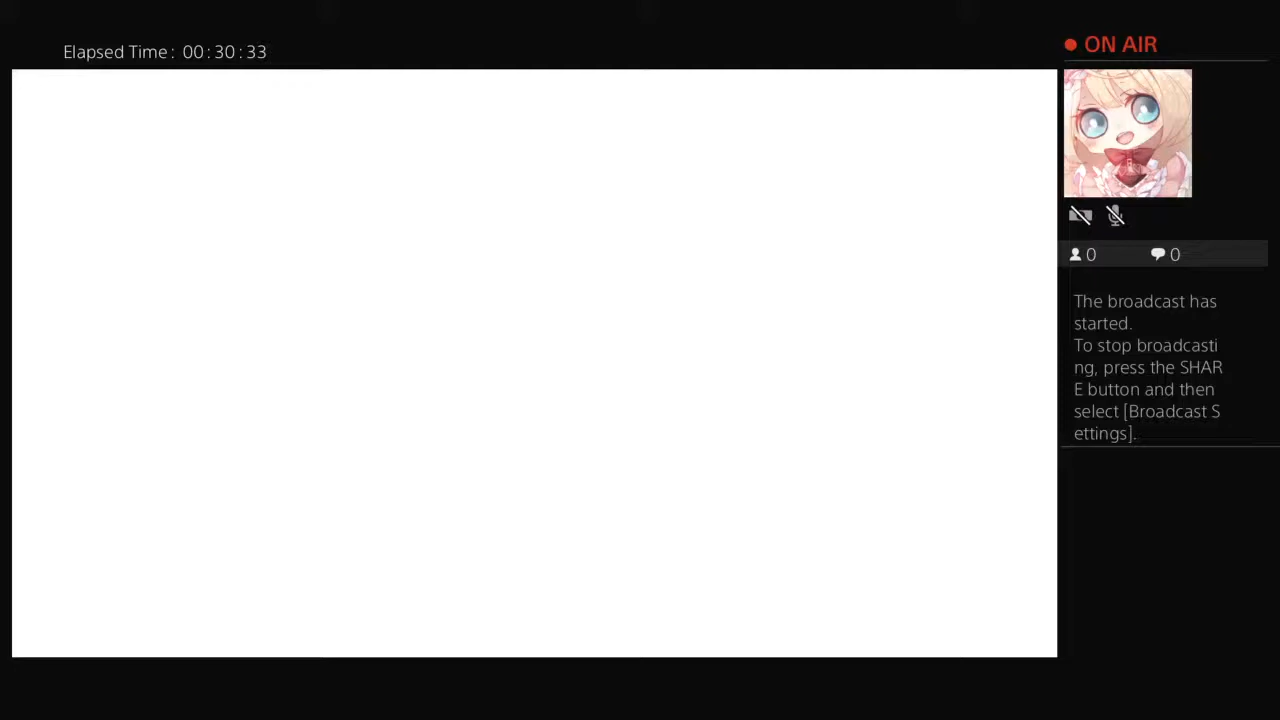 Elapsed Time: 00:30:33
ON AIR
0
0
The broadcast has
started.
To stop broadcasti
ng, press the SHAR
E button and then
select [Broadcast S
ettings].